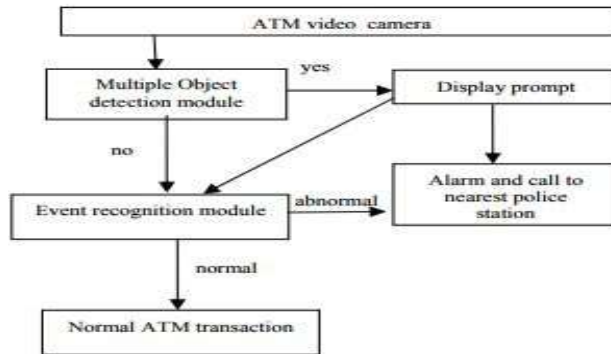 ATM video camera
Multiple Object
detection module
yes
Display prompt
no
Event recognition module
abnormal
Alarm and call to
nearest police
station
normal
Normal ATM transaction